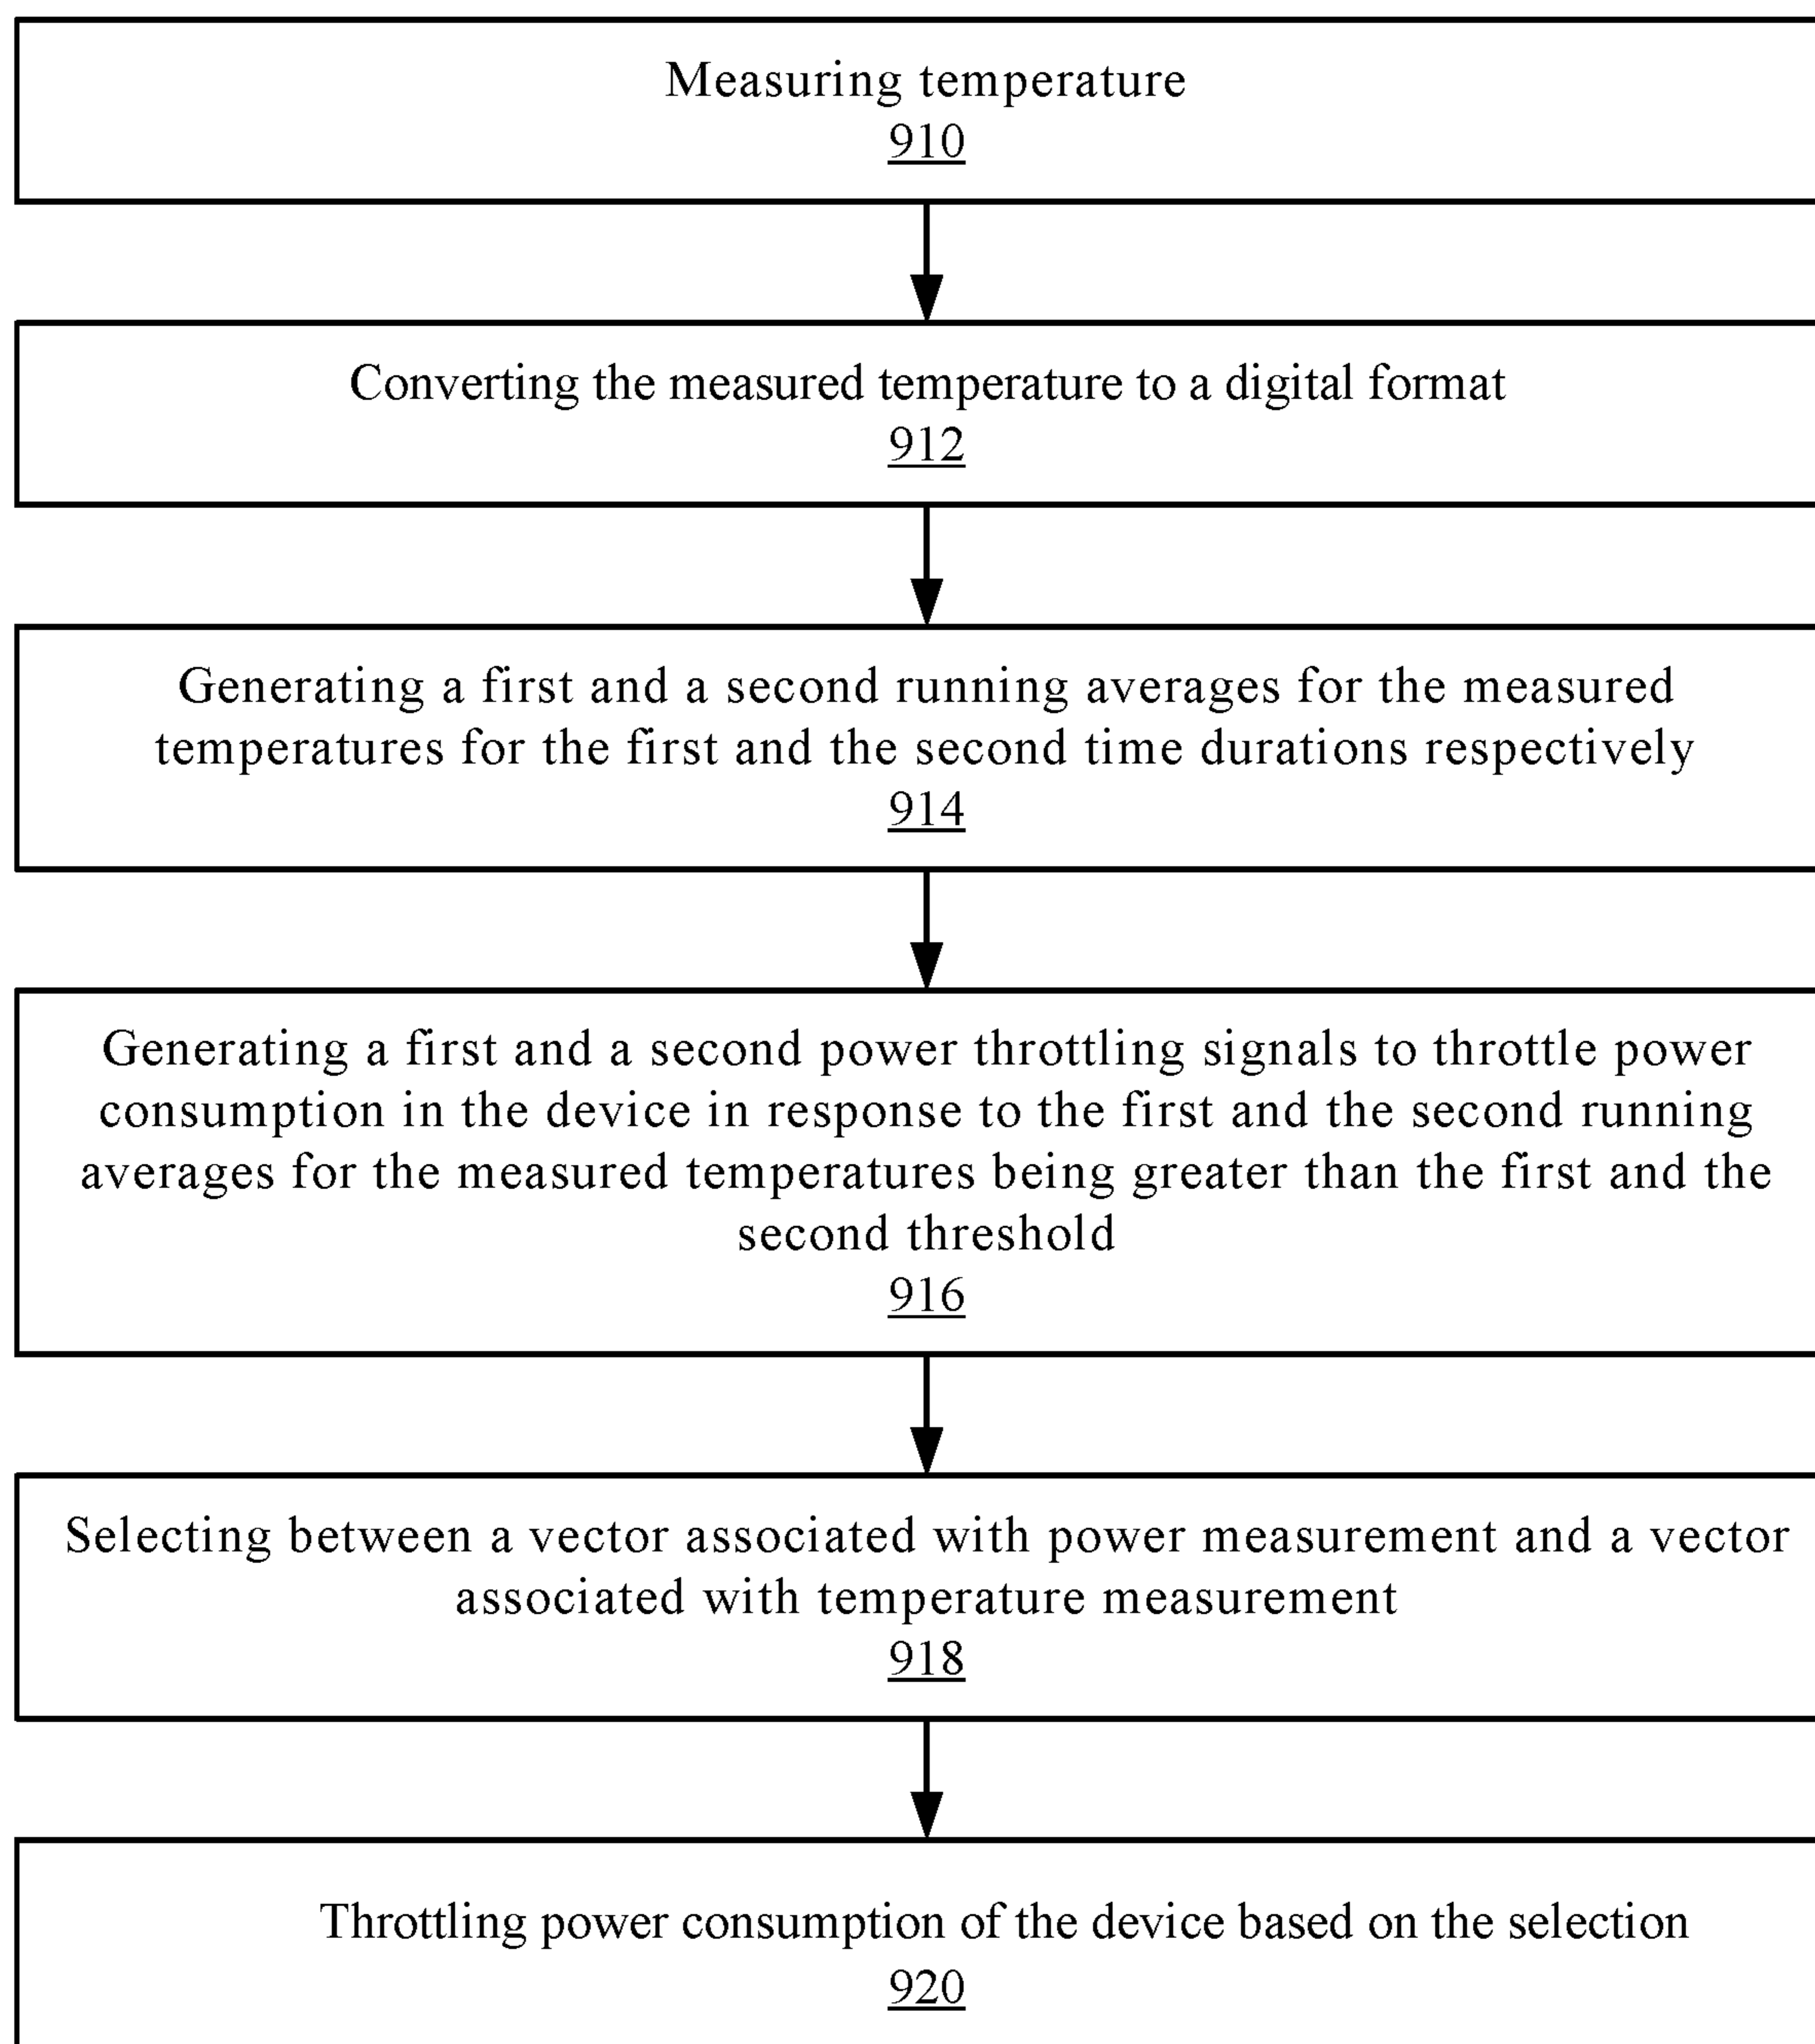 Measuring temperature
910
Converting the measured temperature to a digital format
912
Generating a first and a second running averages for the measured
temperatures for the first and the second time durations respectively
914
Generating a first and a second power throttling signals to throttle power
consumption in the device in response to the first and the second running
averages for the measured temperatures being greater than the first and the
second threshold
916
Selecting between a vector associated with power measurement and a vector
associated with temperature measurement
918
Throttling power consumption of the device based on the selection
920